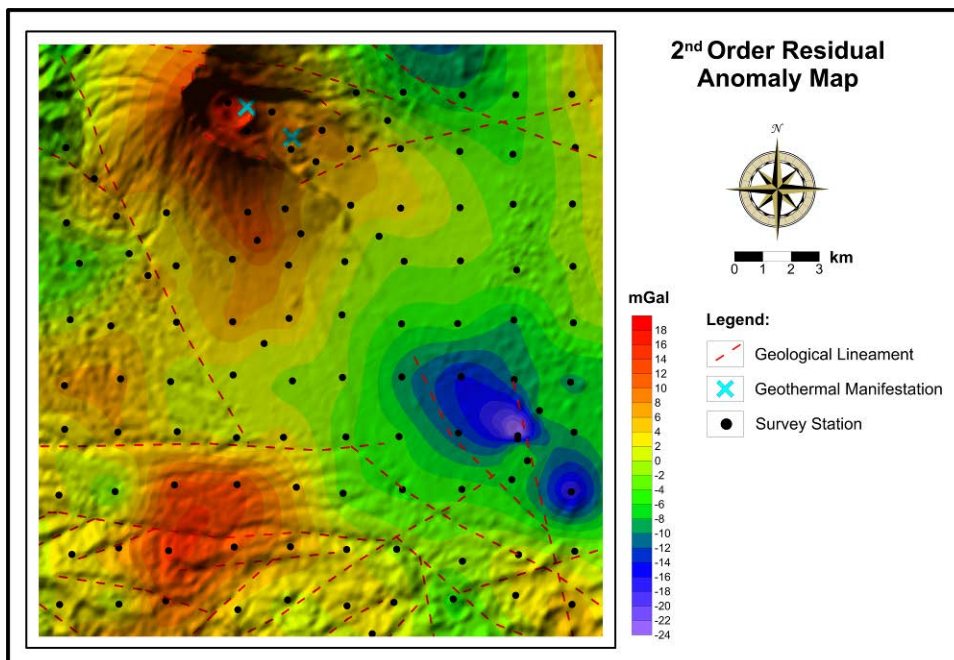 2nd Order Residual
Anomaly Map
N
0 1 2 3 km
mGal
18
16
14
12
10
8
6
4
2
0
-2
-4
-6
-8
-10
-12
-14
-16
-18
-20
-22
-24
Legend:
Geological Lineament
Geothermal Manifestation
Survey Station